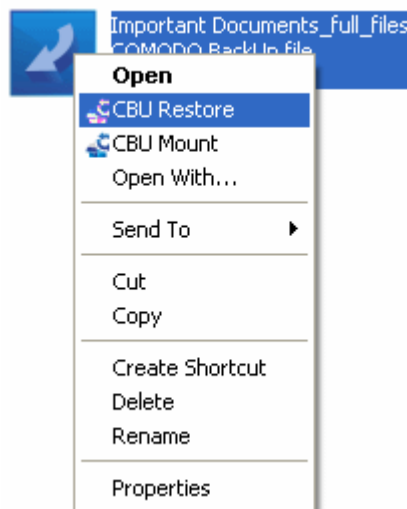 Important Documents_full_files
COMODO BackUp file
Open
CBU Restore
CBU Mount
Open With...
Send To
Cut
Copy
Create Shortcut
Delete
Rename
Properties